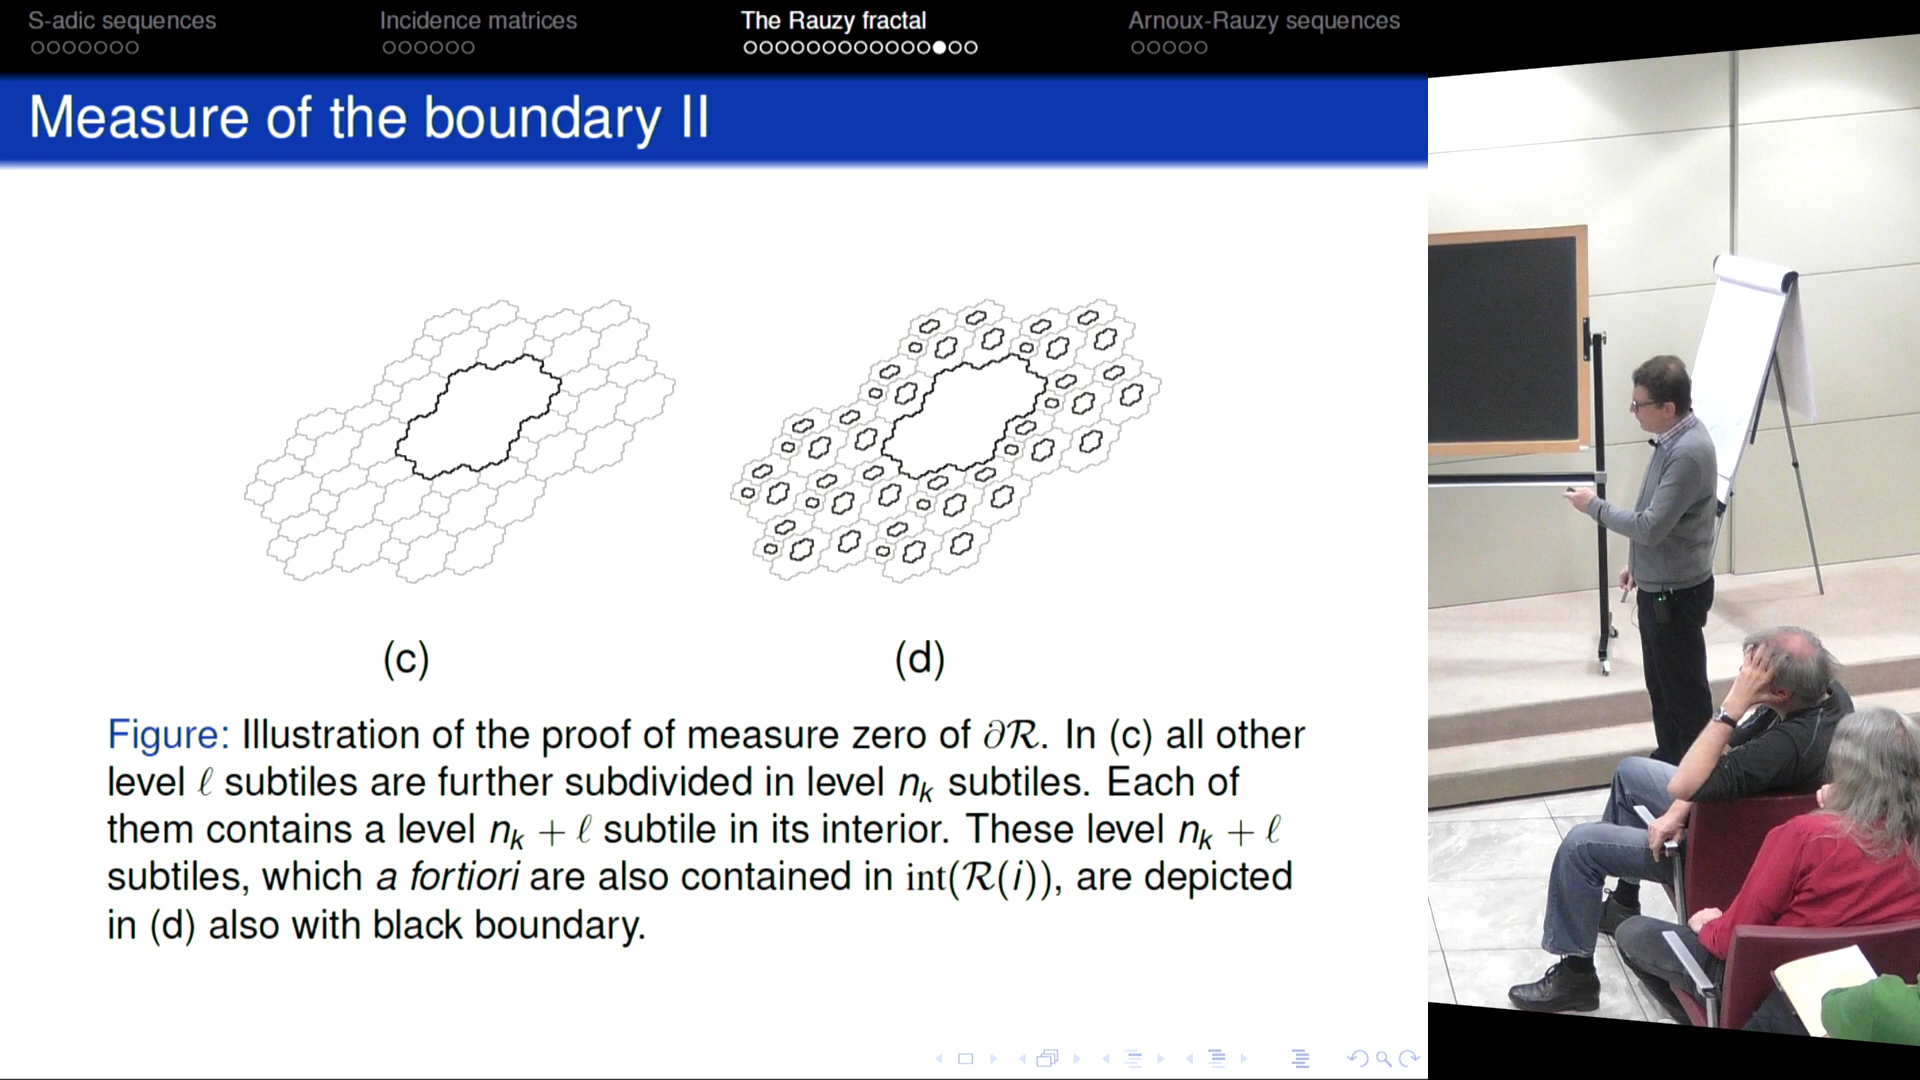 S-adic sequences
Incidence matrices
The Rauzy fractal
Arnoux-Rauzy sequences
Measure of the boundary II
(c)
(d)
Figure: Illustration of the proof of measure zero of ∂ℛ. In (c) all other
level ℓ subtiles are further subdivided in level nₖ subtiles. Each of
them contains a level nₖ + ℓ subtile in its interior. These level nₖ + ℓ
subtiles, which a fortiori are also contained in int(ℛ(i)), are depicted
in (d) also with black boundary.